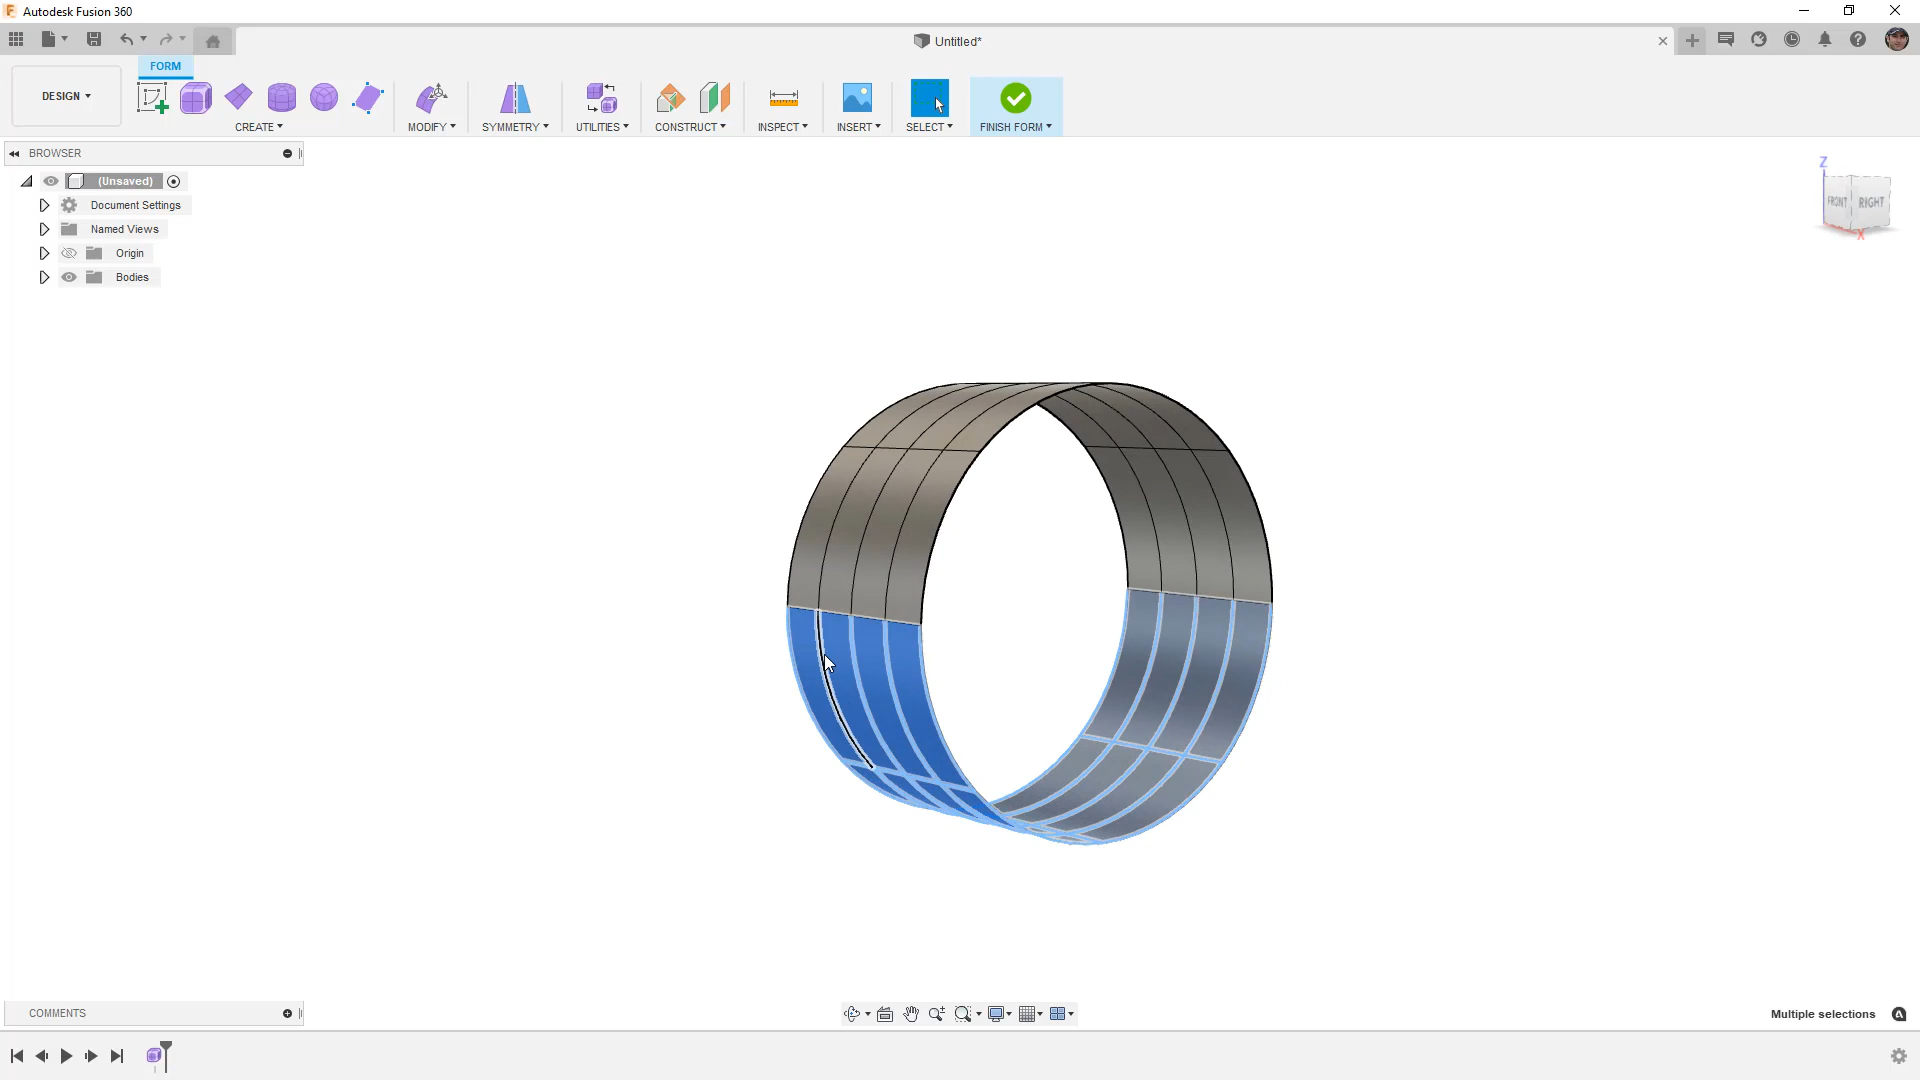 Autodesk Fusion 360
Untitled*
FORM
DESIGN
CREATE
MODIFY
SYMMETRY
UTILITIES
CONSTRUCT
INSPECT
INSERT
SELECT
FINISH FORM
BROWSER
(Unsaved)
Document Settings
Named Views
Origin
Bodies
Z
FRONT
RIGHT
X
COMMENTS
Multiple selections